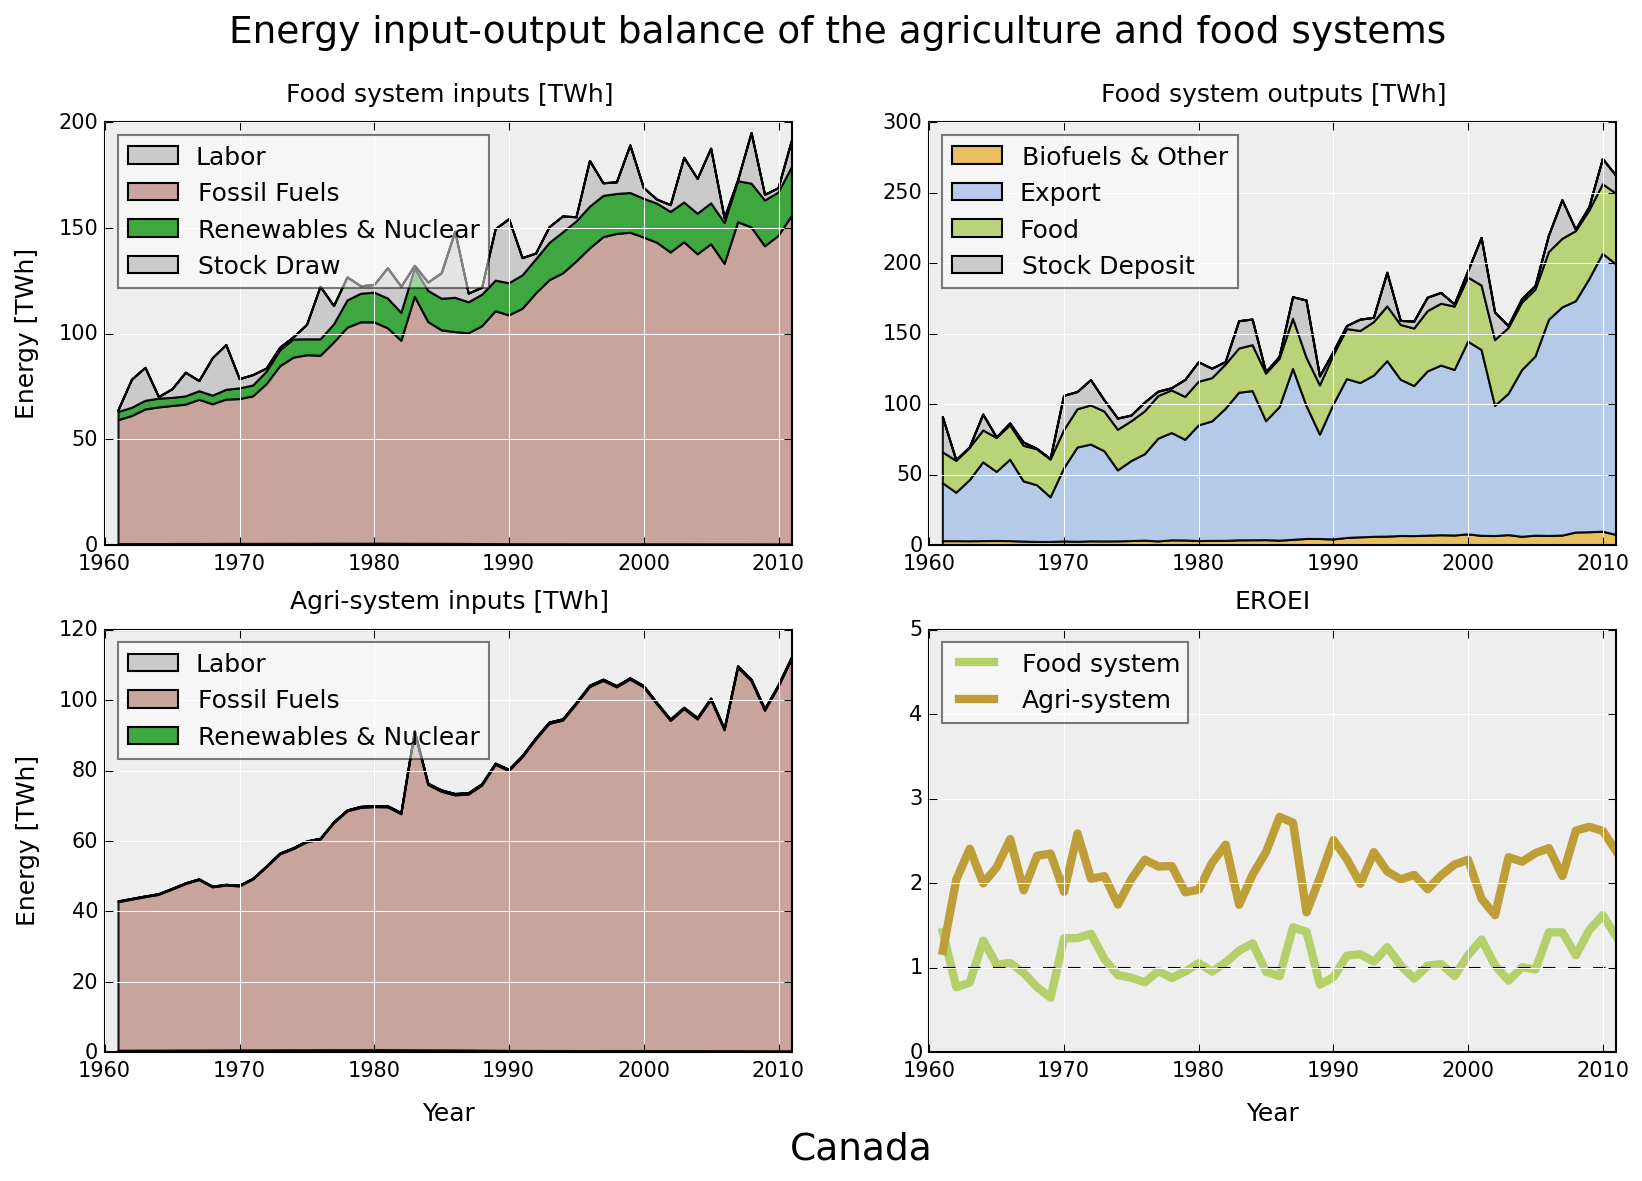 Energy input-output balance of the agriculture and food systems
Food system inputs [TWh]
Energy [TWh]
200
150
100
50
0
Labor
Fossil Fuels
Renewables & Nuclear
Stock Draw
1960 1970 1980 1990 2000 2010
Food system outputs [TWh]
300
250
200
150
100
50
0
Biofuels & Other
Export
Food
Stock Deposit
1960 1970 1980 1990 2000 2010
Agri-system inputs [TWh]
Energy [TWh]
120
100
80
60
40
20
0
Labor
Fossil Fuels
Renewables & Nuclear
1960 1970 1980 1990 2000 2010
Year
EROEI
5
4
3
2
1
0
Food system
Agri-system
1960 1970 1980 1990 2000 2010
Year
Canada